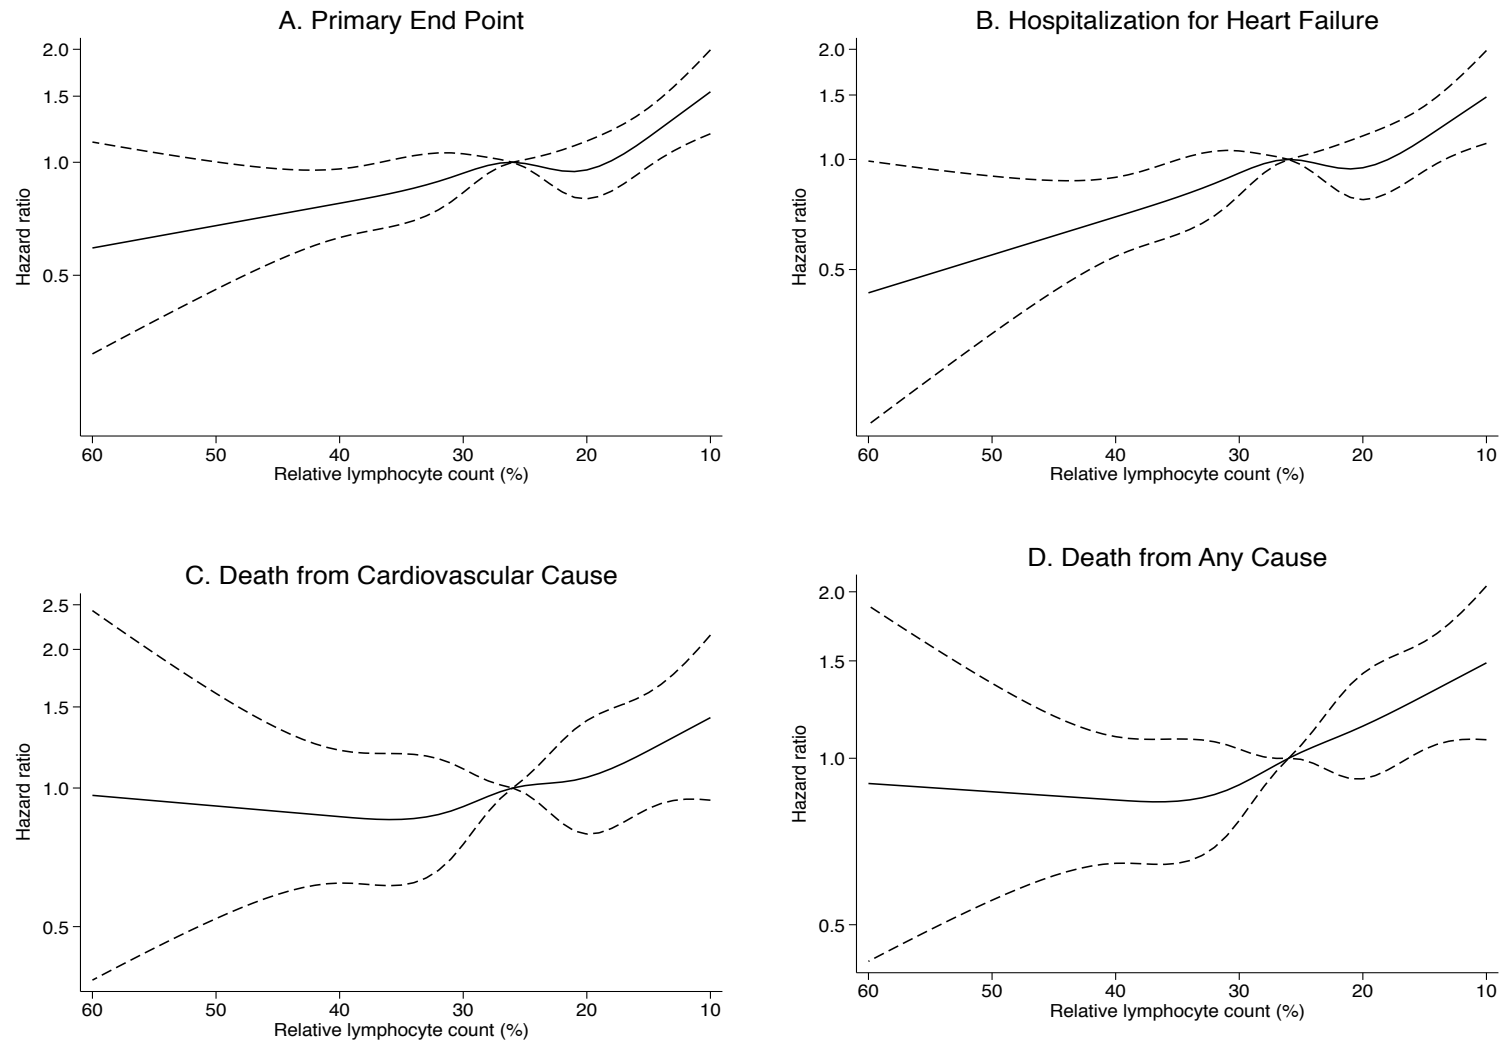 A. Primary End Point
2.0
1.5
1.0
0.5
Hazard ratio
60 50 40 30 20 10
Relative lymphocyte count (%)
B. Hospitalization for Heart Failure
2.0
1.5
1.0
0.5
Hazard ratio
60 50 40 30 20 10
Relative lymphocyte count (%)
C. Death from Cardiovascular Cause
2.5
2.0
1.5
1.0
0.5
Hazard ratio
60 50 40 30 20 10
Relative lymphocyte count (%)
D. Death from Any Cause
2.0
1.5
1.0
0.5
Hazard ratio
60 50 40 30 20 10
Relative lymphocyte count (%)